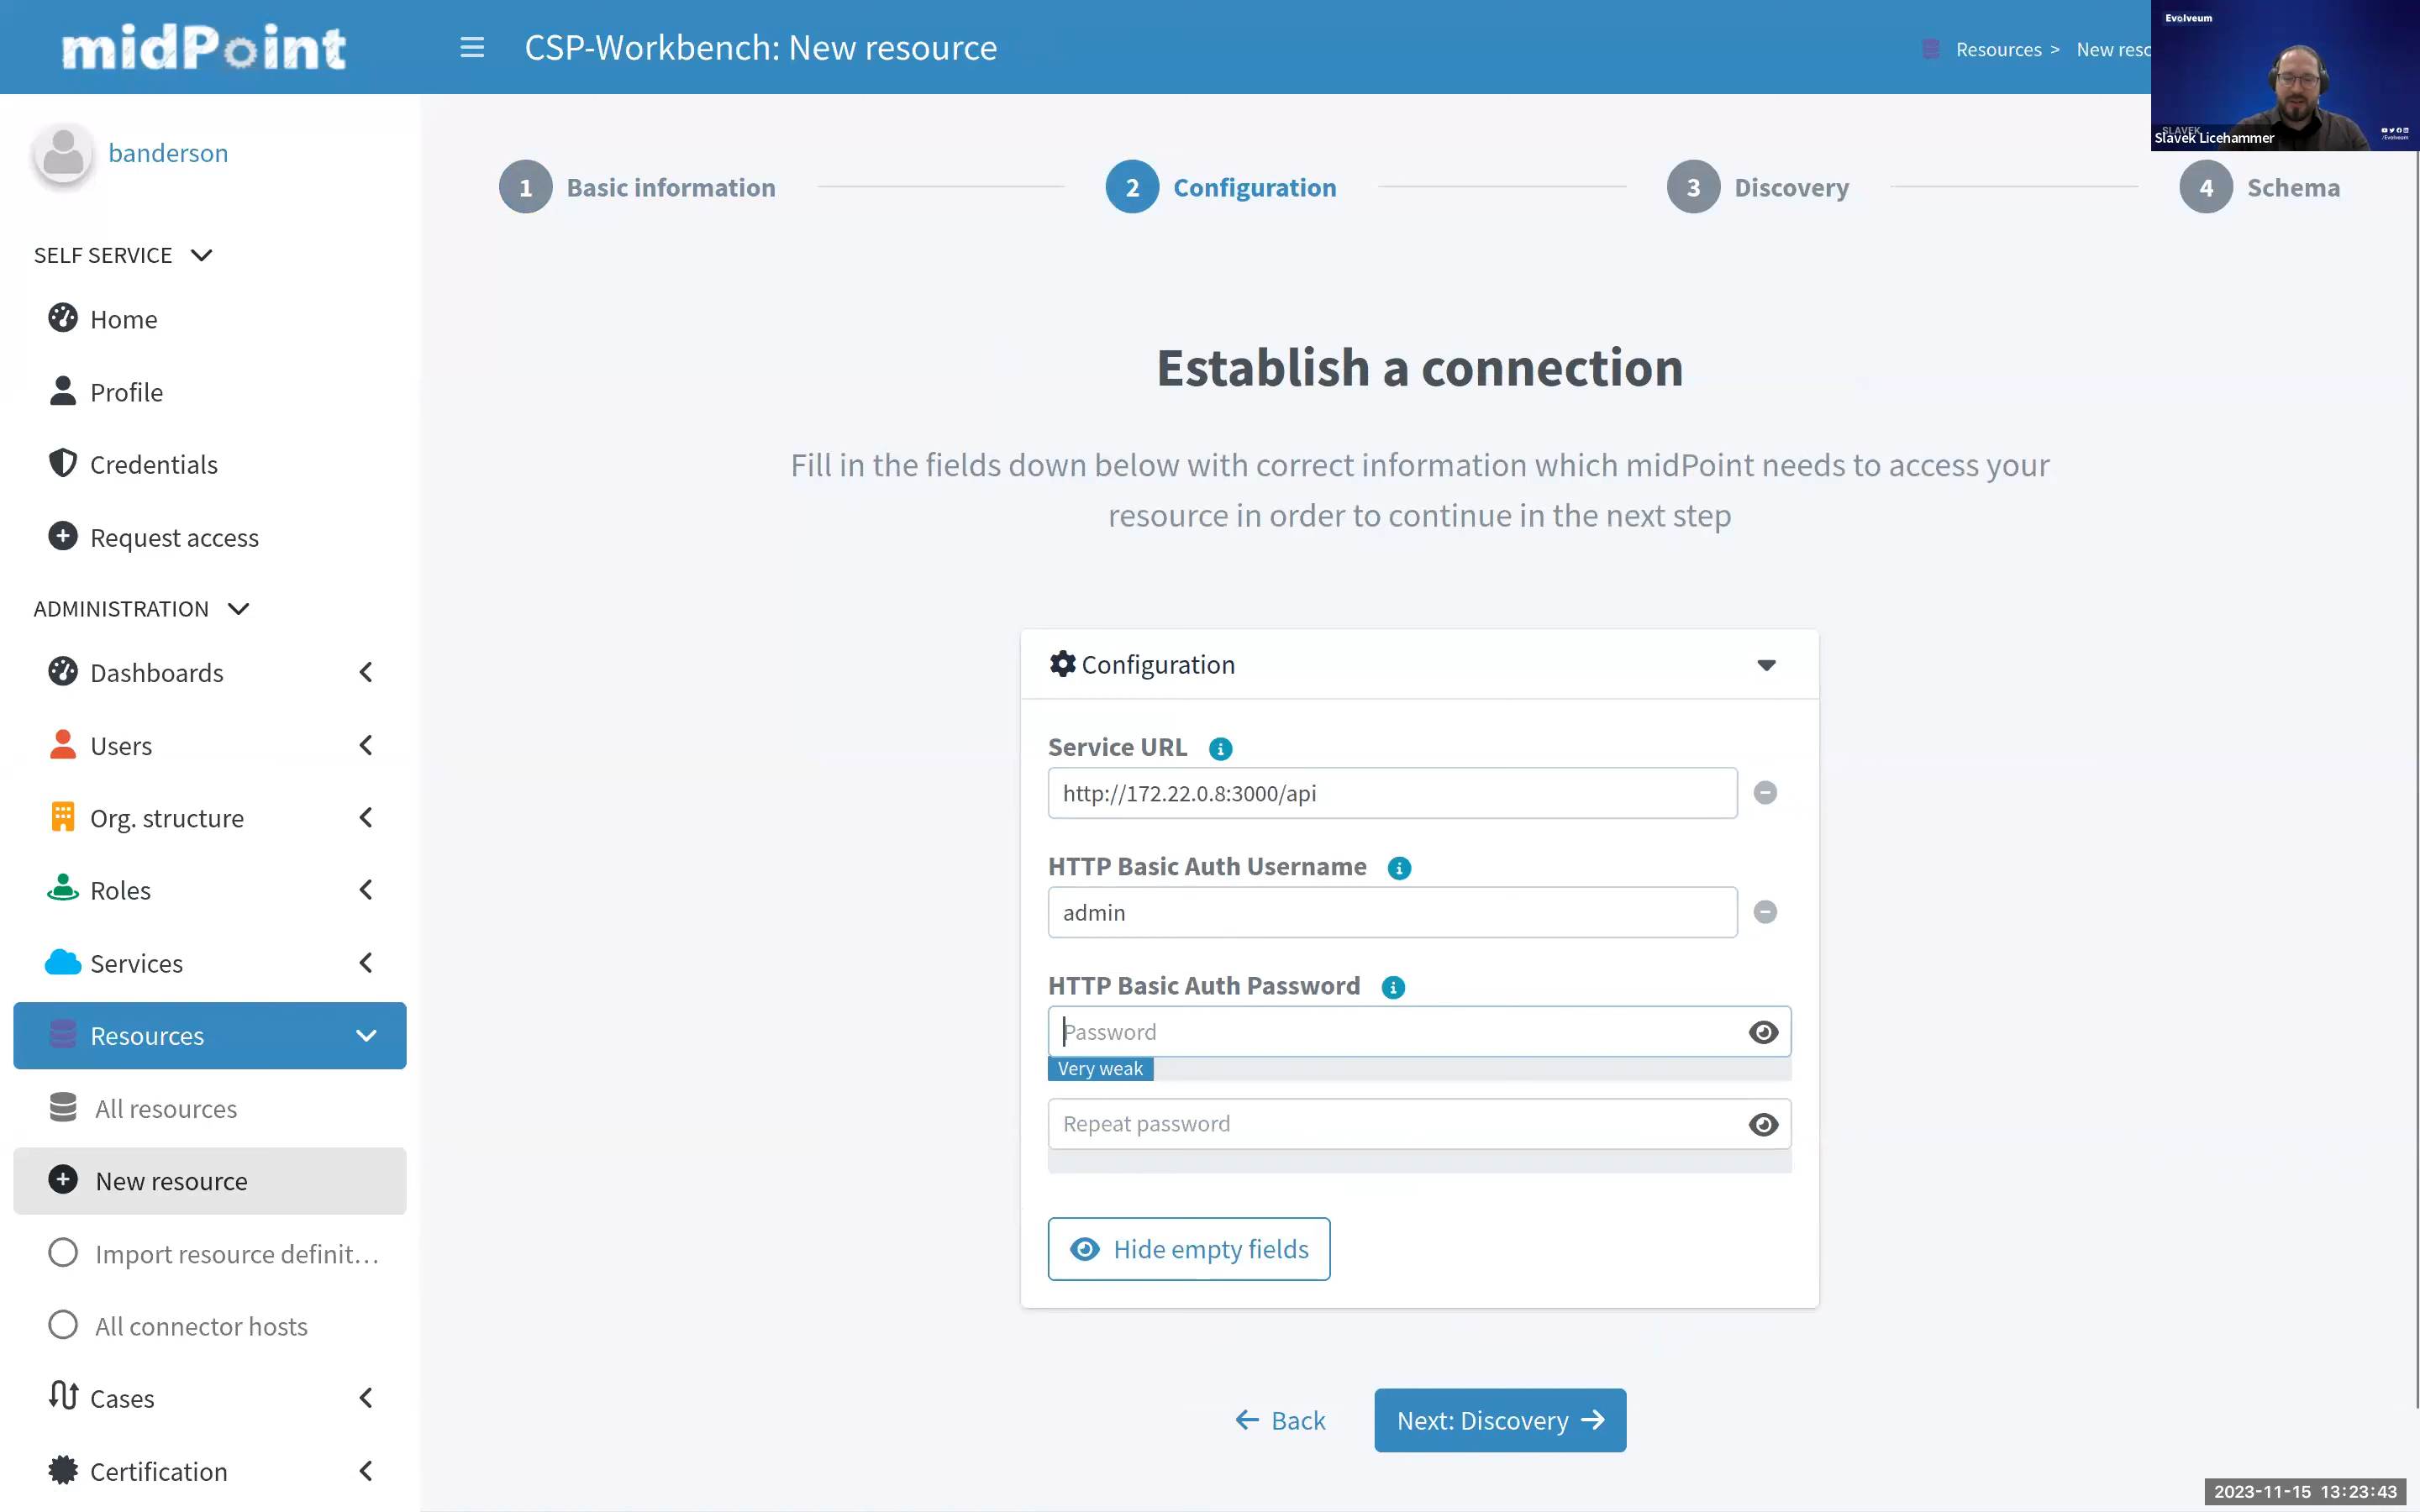 midPoint
CSP-Workbench: New resource
Resources > New reso
Evolveum
SLAVEK
Slavek Licehammer
/Evolveum
banderson
1 Basic information
2 Configuration
3 Discovery
4 Schema
SELF SERVICE
Home
Profile
Credentials
Request access
ADMINISTRATION
Dashboards
Users
Org. structure
Roles
Services
Resources
All resources
New resource
Import resource definit...
All connector hosts
Cases
Certification
Establish a connection
Fill in the fields down below with correct information which midPoint needs to access your
resource in order to continue in the next step
Configuration
Service URL
http://172.22.0.8:3000/api
HTTP Basic Auth Username
admin
HTTP Basic Auth Password
Password
Very weak
Repeat password
Hide empty fields
Back
Next: Discovery
2023-11-15 13:23:43